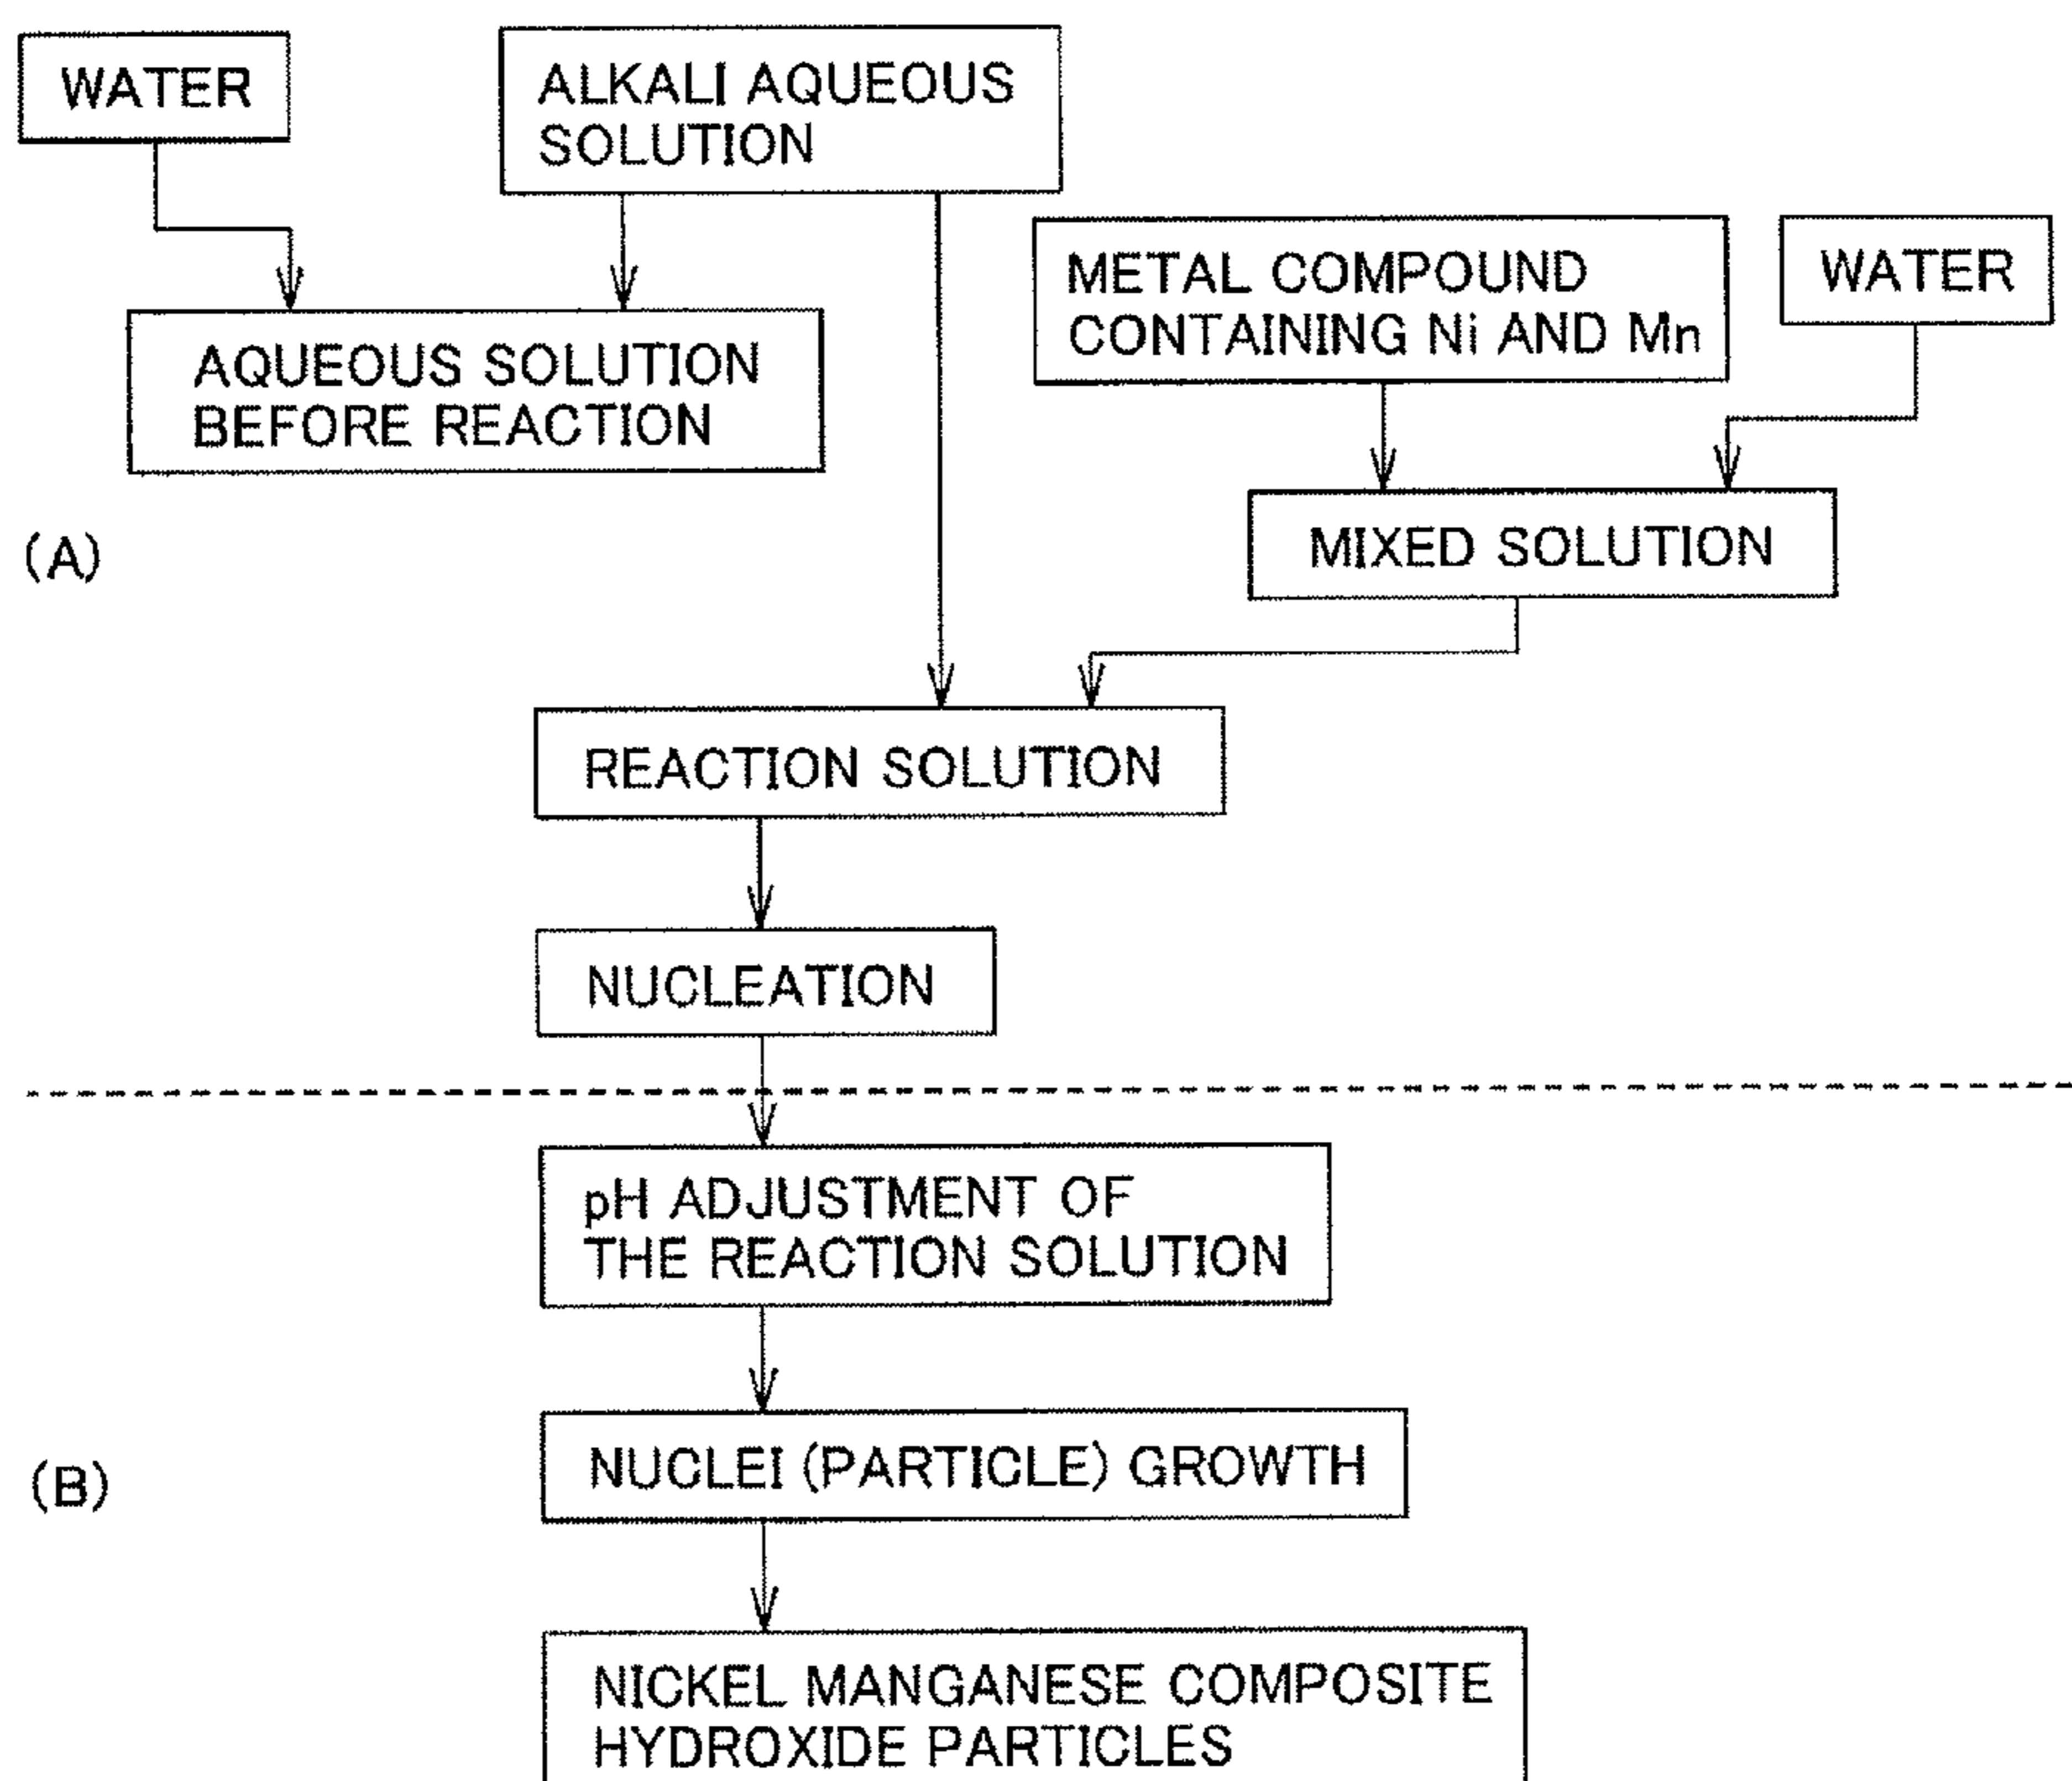 WATER
ALKALI AQUEOUS
SOLUTION
METAL COMPOUND
CONTAINING Ni AND Mn
WATER
AQUEOUS SOLUTION
BEFORE REACTION
MIXED SOLUTION
(A)
REACTION SOLUTION
NUCLEATION
pH ADJUSTMENT OF
THE REACTION SOLUTION
(B)
NUCLEI (PARTICLE) GROWTH
NICKEL MANGANESE COMPOSITE
HYDROXIDE PARTICLES